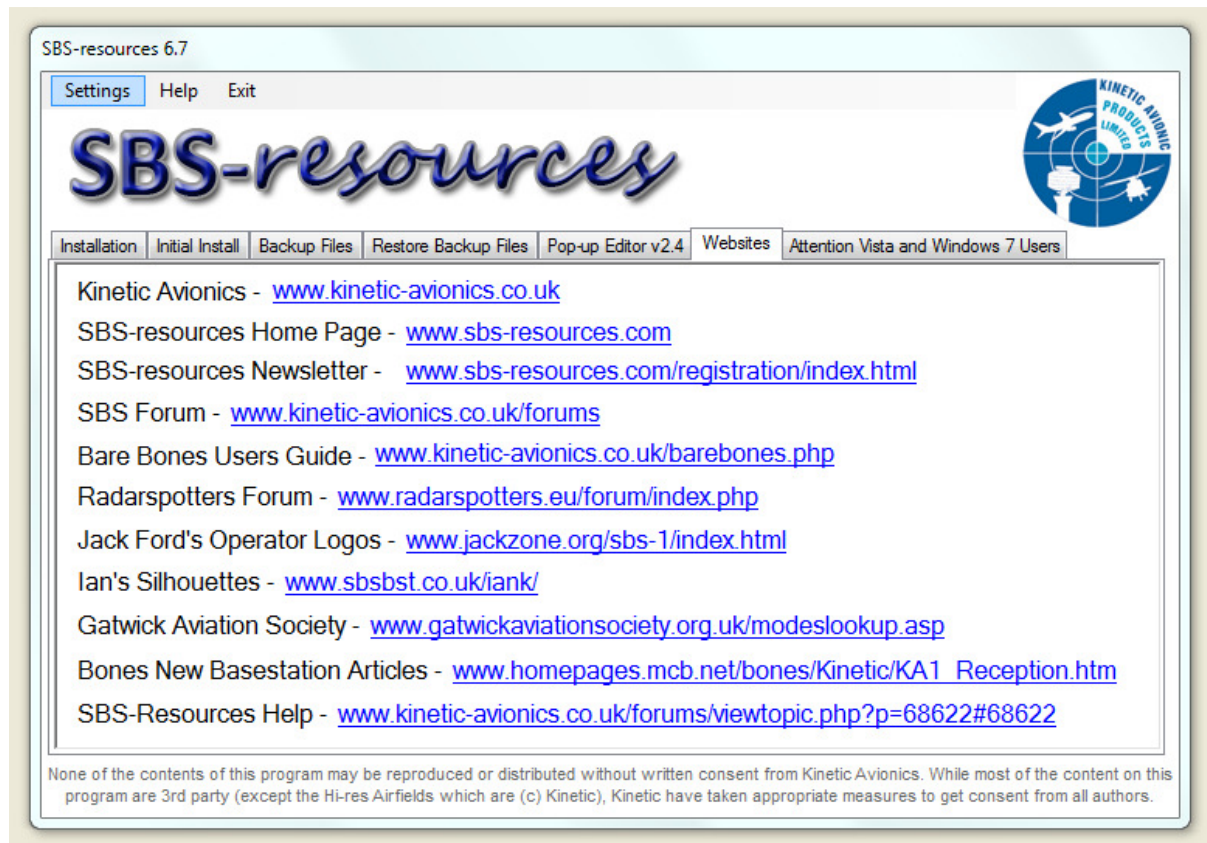 SBS-resources 6.7
Settings Help Exit
KINETIC AVIONIC
PRODUCTS
LIMITED
SBS-resources
Installation Initial Install Backup Files Restore Backup Files Pop-up Editor v2.4 Websites Attention Vista and Windows 7 Users
Kinetic Avionics - www.kinetic-avionics.co.uk
SBS-resources Home Page - www.sbs-resources.com
SBS-resources Newsletter - www.sbs-resources.com/registration/index.html
SBS Forum - www.kinetic-avionics.co.uk/forums
Bare Bones Users Guide - www.kinetic-avionics.co.uk/barebones.php
Radarspotters Forum - www.radarspotters.eu/forum/index.php
Jack Ford's Operator Logos - www.jackzone.org/sbs-1/index.html
Ian's Silhouettes - www.sbsbst.co.uk/iank/
Gatwick Aviation Society - www.gatwickaviationsociety.org.uk/modeslookup.asp
Bones New Basestation Articles - www.homepages.mcb.net/bones/Kinetic/KA1_Reception.htm
SBS-Resources Help - www.kinetic-avionics.co.uk/forums/viewtopic.php?p=68622#68622
None of the contents of this program may be reproduced or distributed without written consent from Kinetic Avionics. While most of the content on this
program are 3rd party (except the Hi-res Airfields which are (c) Kinetic), Kinetic have taken appropriate measures to get consent from all authors.